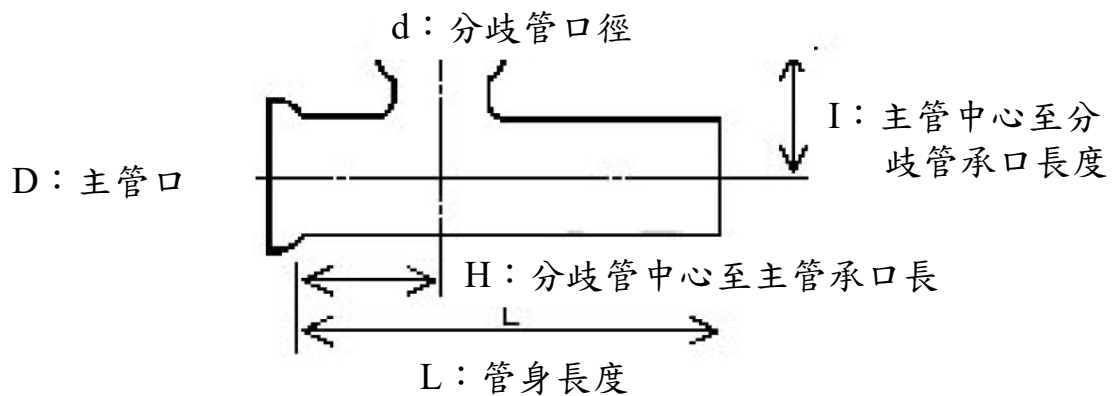 d：分歧管口徑
I：主管中心至分
歧管承口長度
D：主管口
H：分歧管中心至主管承口長
L
L：管身長度